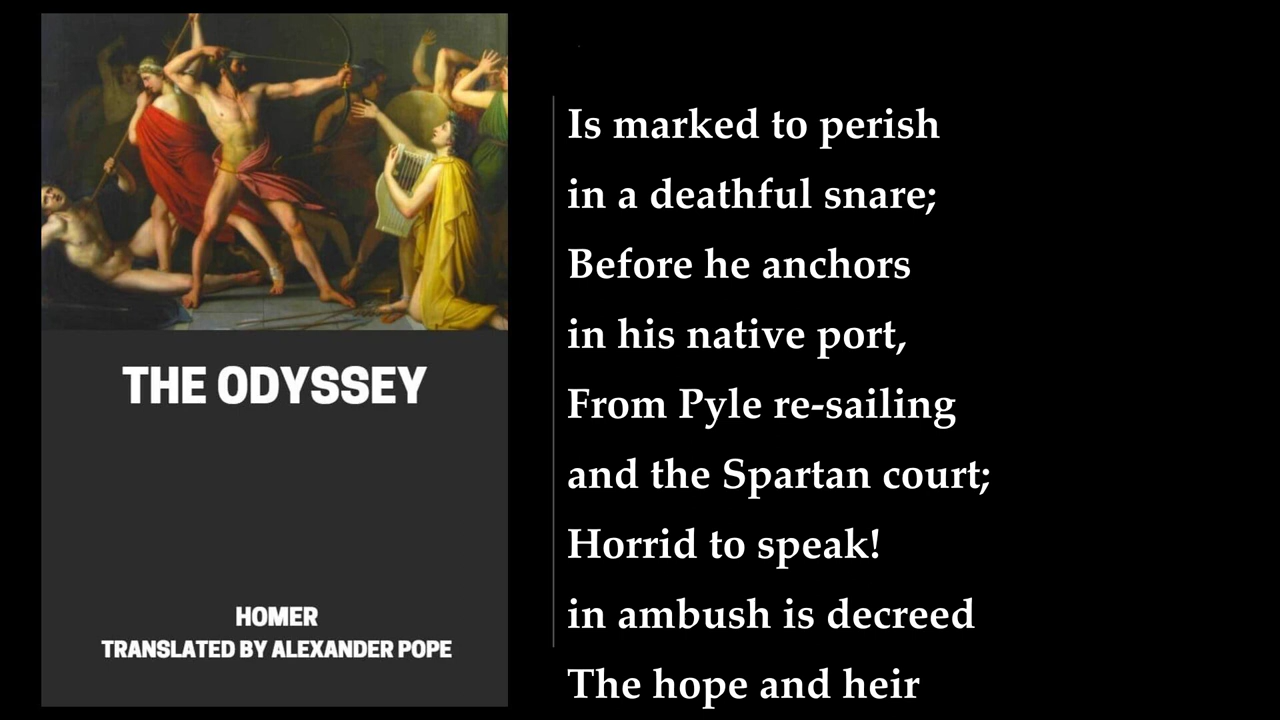 THE ODYSSEY
HOMER
TRANSLATED BY ALEXANDER POPE
Is marked to perish
in a deathful snare;
Before he anchors
in his native port,
From Pyle re-sailing
and the Spartan court;
Horrid to speak!
in ambush is decreed
The hope and heir